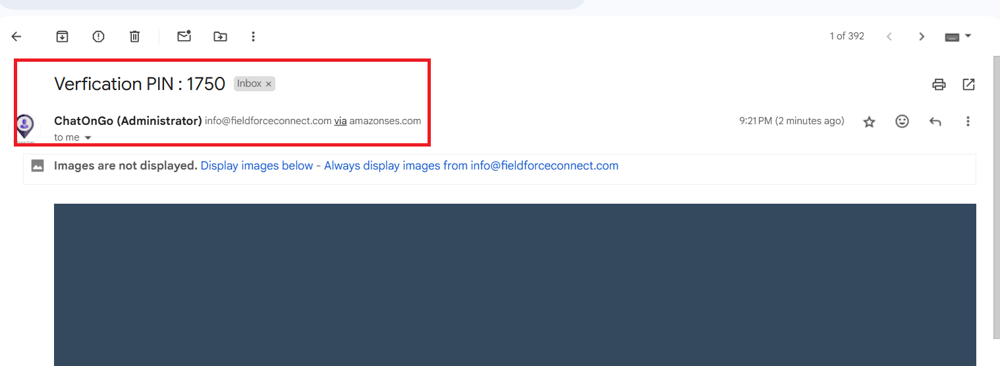 1 of 392
Verfication PIN : 1750 Inbox ×
ChatOnGo (Administrator) info@fieldforceconnect.com via amazonses.com 9:21 PM (2 minutes ago)
to me
Images are not displayed. Display images below - Always display images from info@fieldforceconnect.com